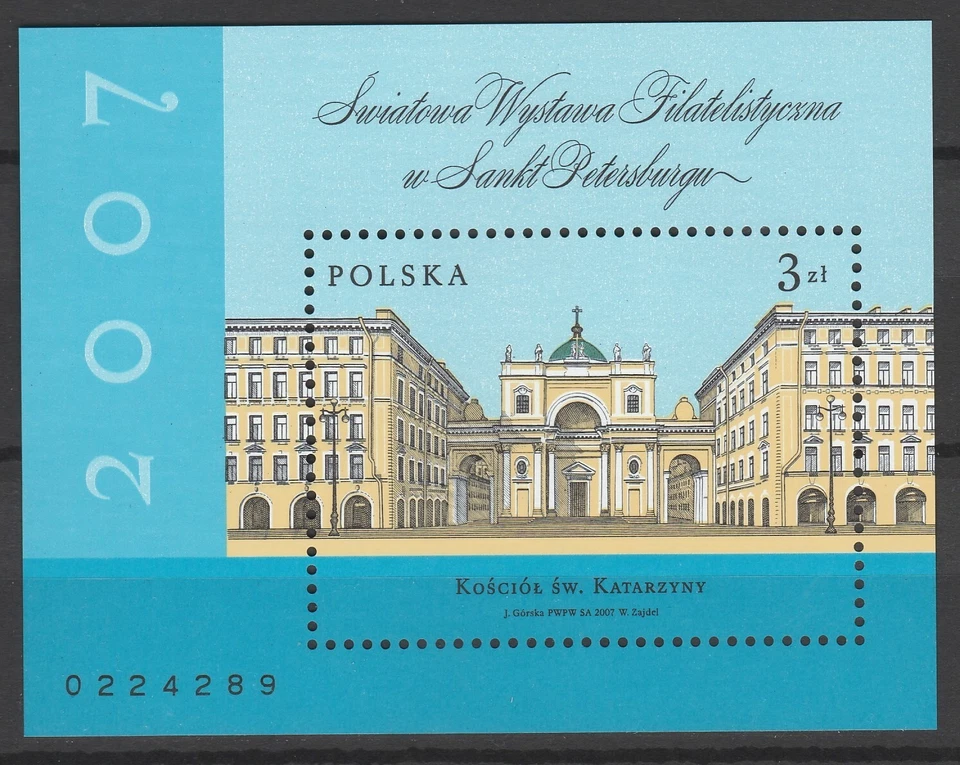 2007
Światowa Wystawa Filatelistyczna
w Sankt Petersburgu
POLSKA
3 zł
Kościół św. Katarzyny
J. Górska PWPW SA 2007 W. Zajdel
0224289